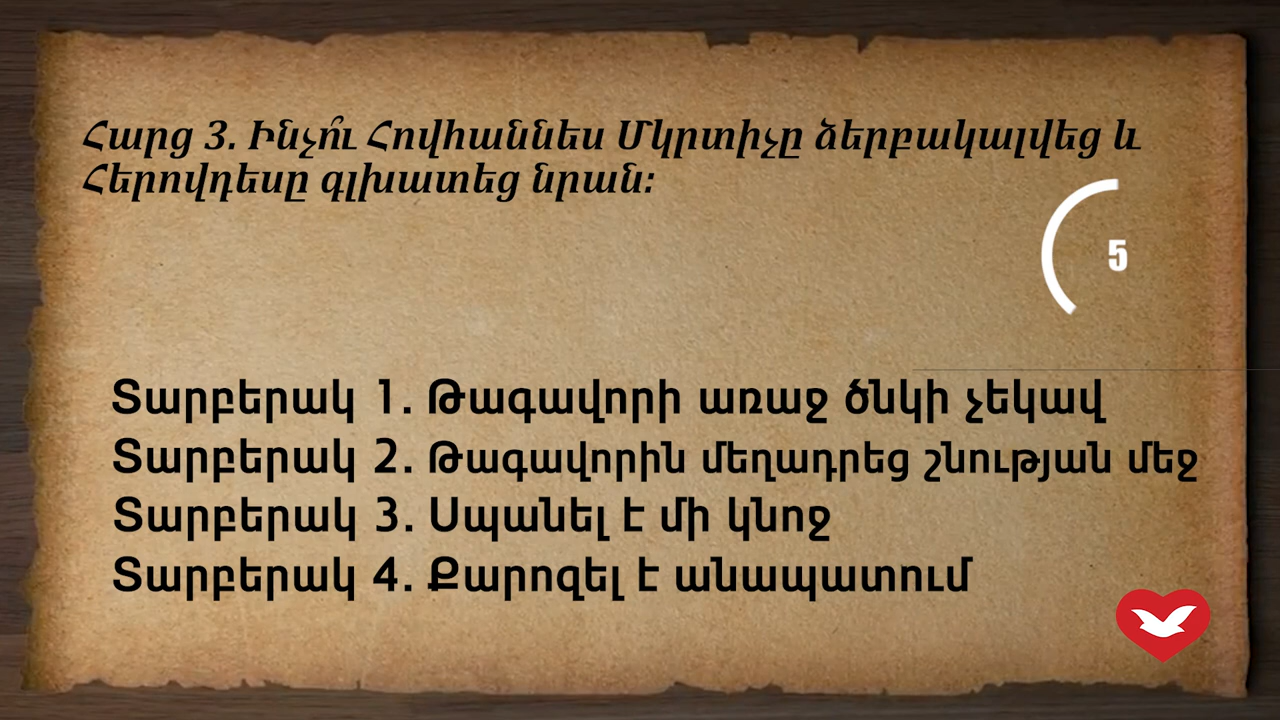 Հարց 3. Ինչո՞ւ Հովհաննես Մկրտիչը ձերբակալվեց և
Հերովդեսը գլխատեց նրան:
5
Տարբերակ 1. Թագավորի առաջ ծնկի չեկավ
Տարբերակ 2. Թագավորին մեղադրեց շնության մեջ
Տարբերակ 3. Սպանել է մի կնոջ
Տարբերակ 4. Քարոզել է անապատում